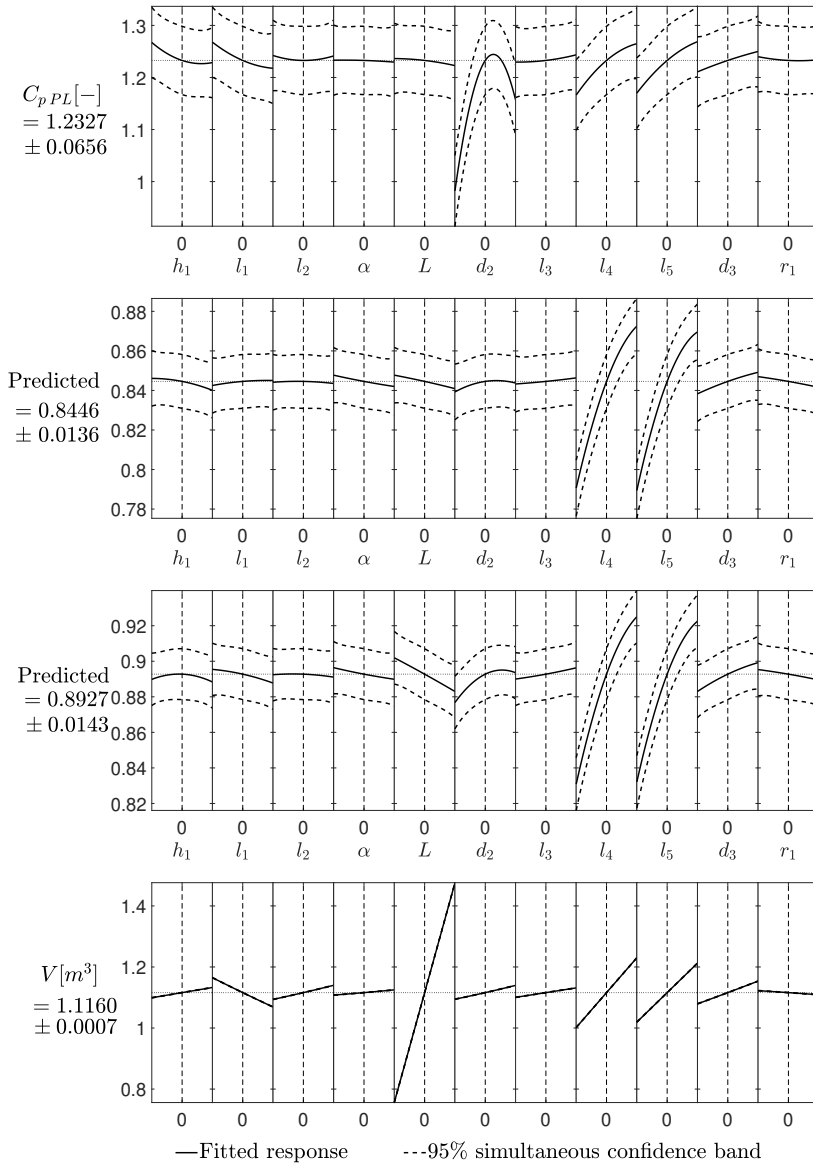 1.3
1.2
1.1
1
C_{p PL}[−]
= 1.2327
± 0.0656
0 0 0 0 0 0 0 0 0 0 0
h_1 l_1 l_2 α L d_2 l_3 l_4 l_5 d_3 r_1
0.88
0.86
0.84
0.82
0.8
0.78
Predicted
= 0.8446
± 0.0136
0 0 0 0 0 0 0 0 0 0 0
h_1 l_1 l_2 α L d_2 l_3 l_4 l_5 d_3 r_1
0.92
0.9
0.88
0.86
0.84
0.82
Predicted
= 0.8927
± 0.0143
0 0 0 0 0 0 0 0 0 0 0
h_1 l_1 l_2 α L d_2 l_3 l_4 l_5 d_3 r_1
1.4
1.2
1
0.8
V[m^3]
= 1.1160
± 0.0007
0 0 0 0 0 0 0 0 0 0 0
Fitted response 95% simultaneous confidence band